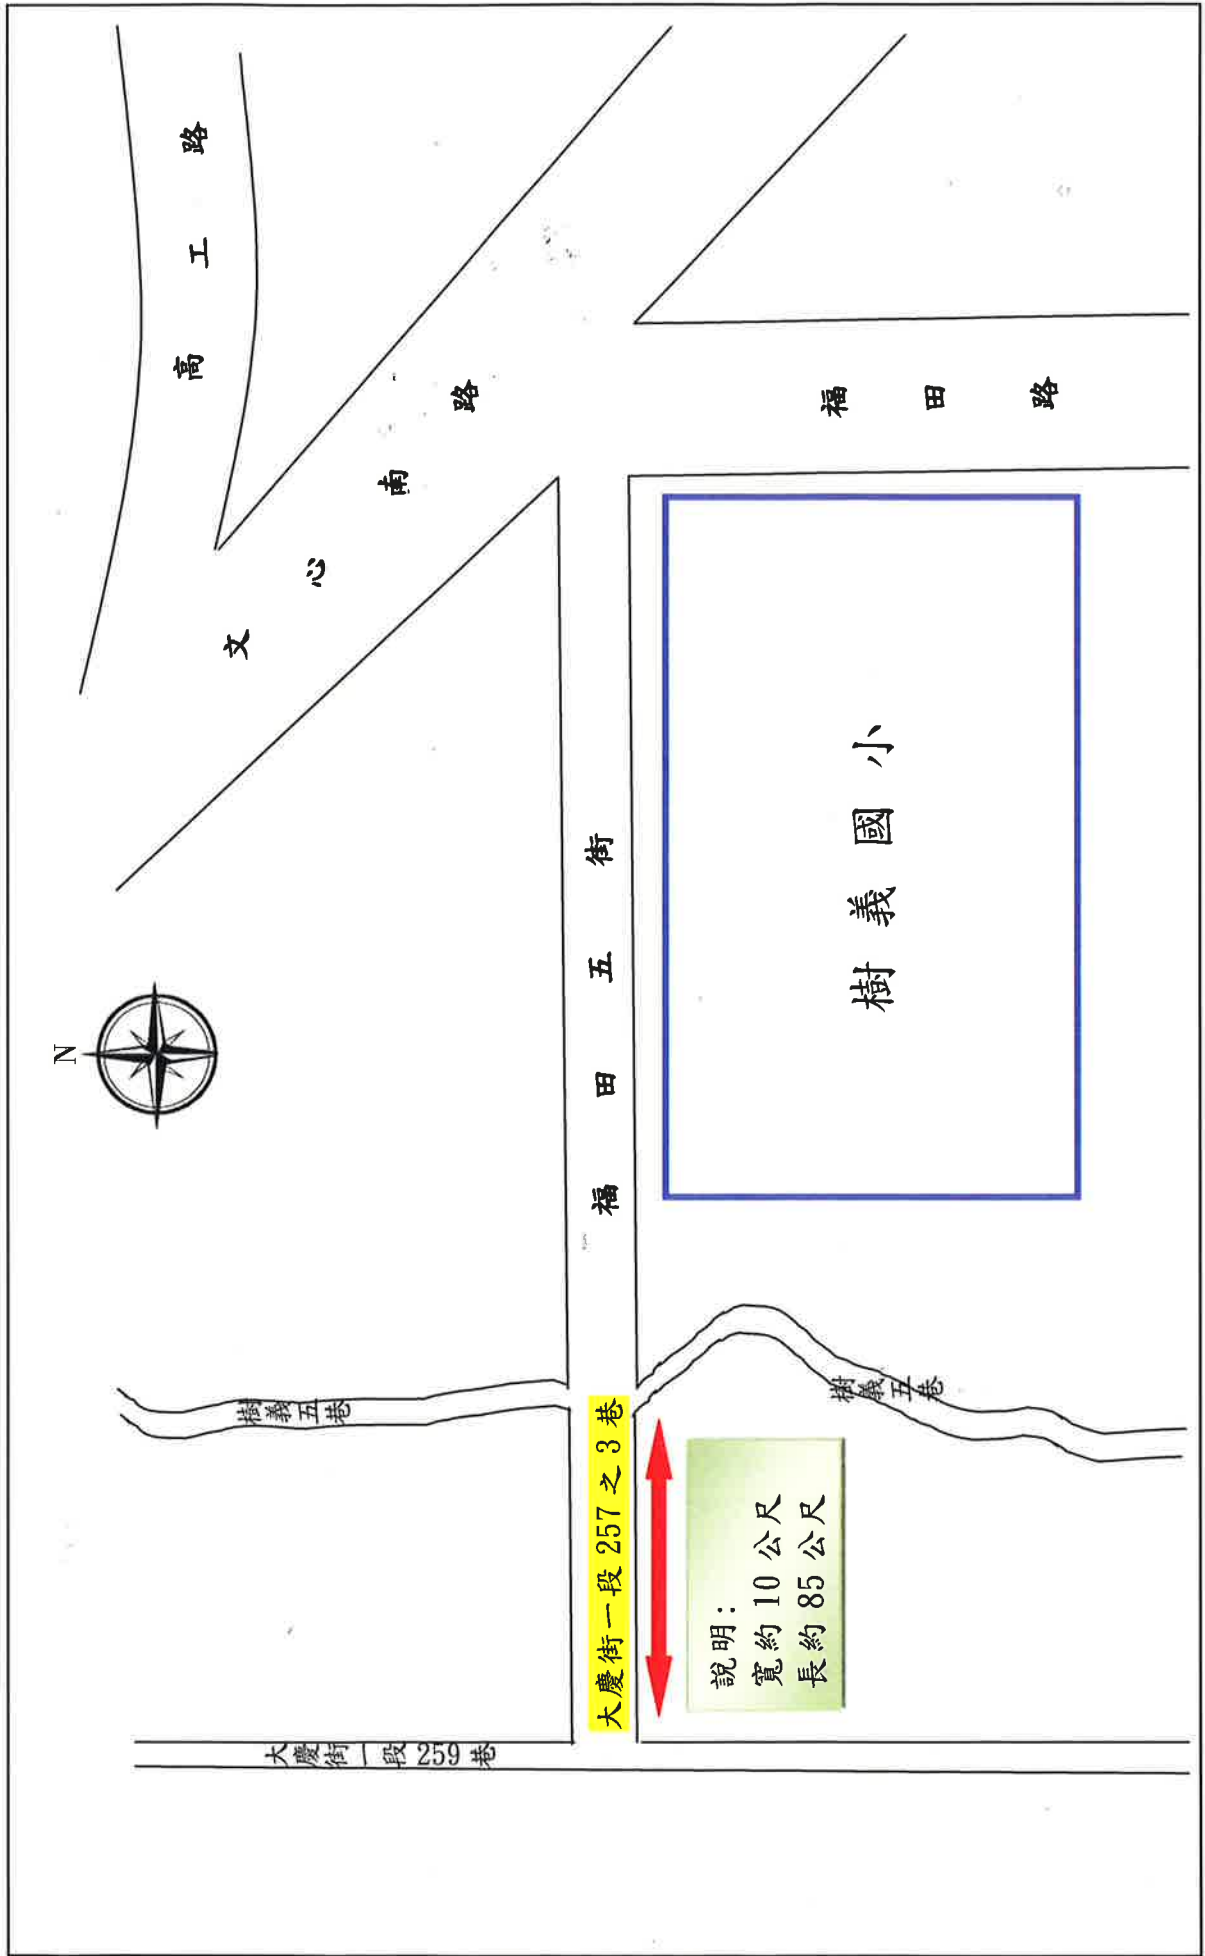 N
高工路
文心南路
福田路
福田五街
樹義國小
樹義五巷
樹義五巷
大慶街一段257之3巷
說明：
寬約10公尺
長約85公尺
大慶街一段259巷